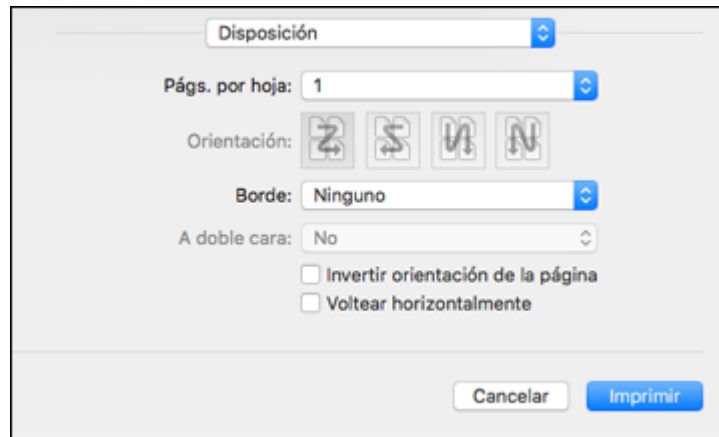 Disposición
Págs. por hoja: 1
Orientación:
Borde: Ninguno
A doble cara: No
Invertir orientación de la página
Voltear horizontalmente
Cancelar Imprimir